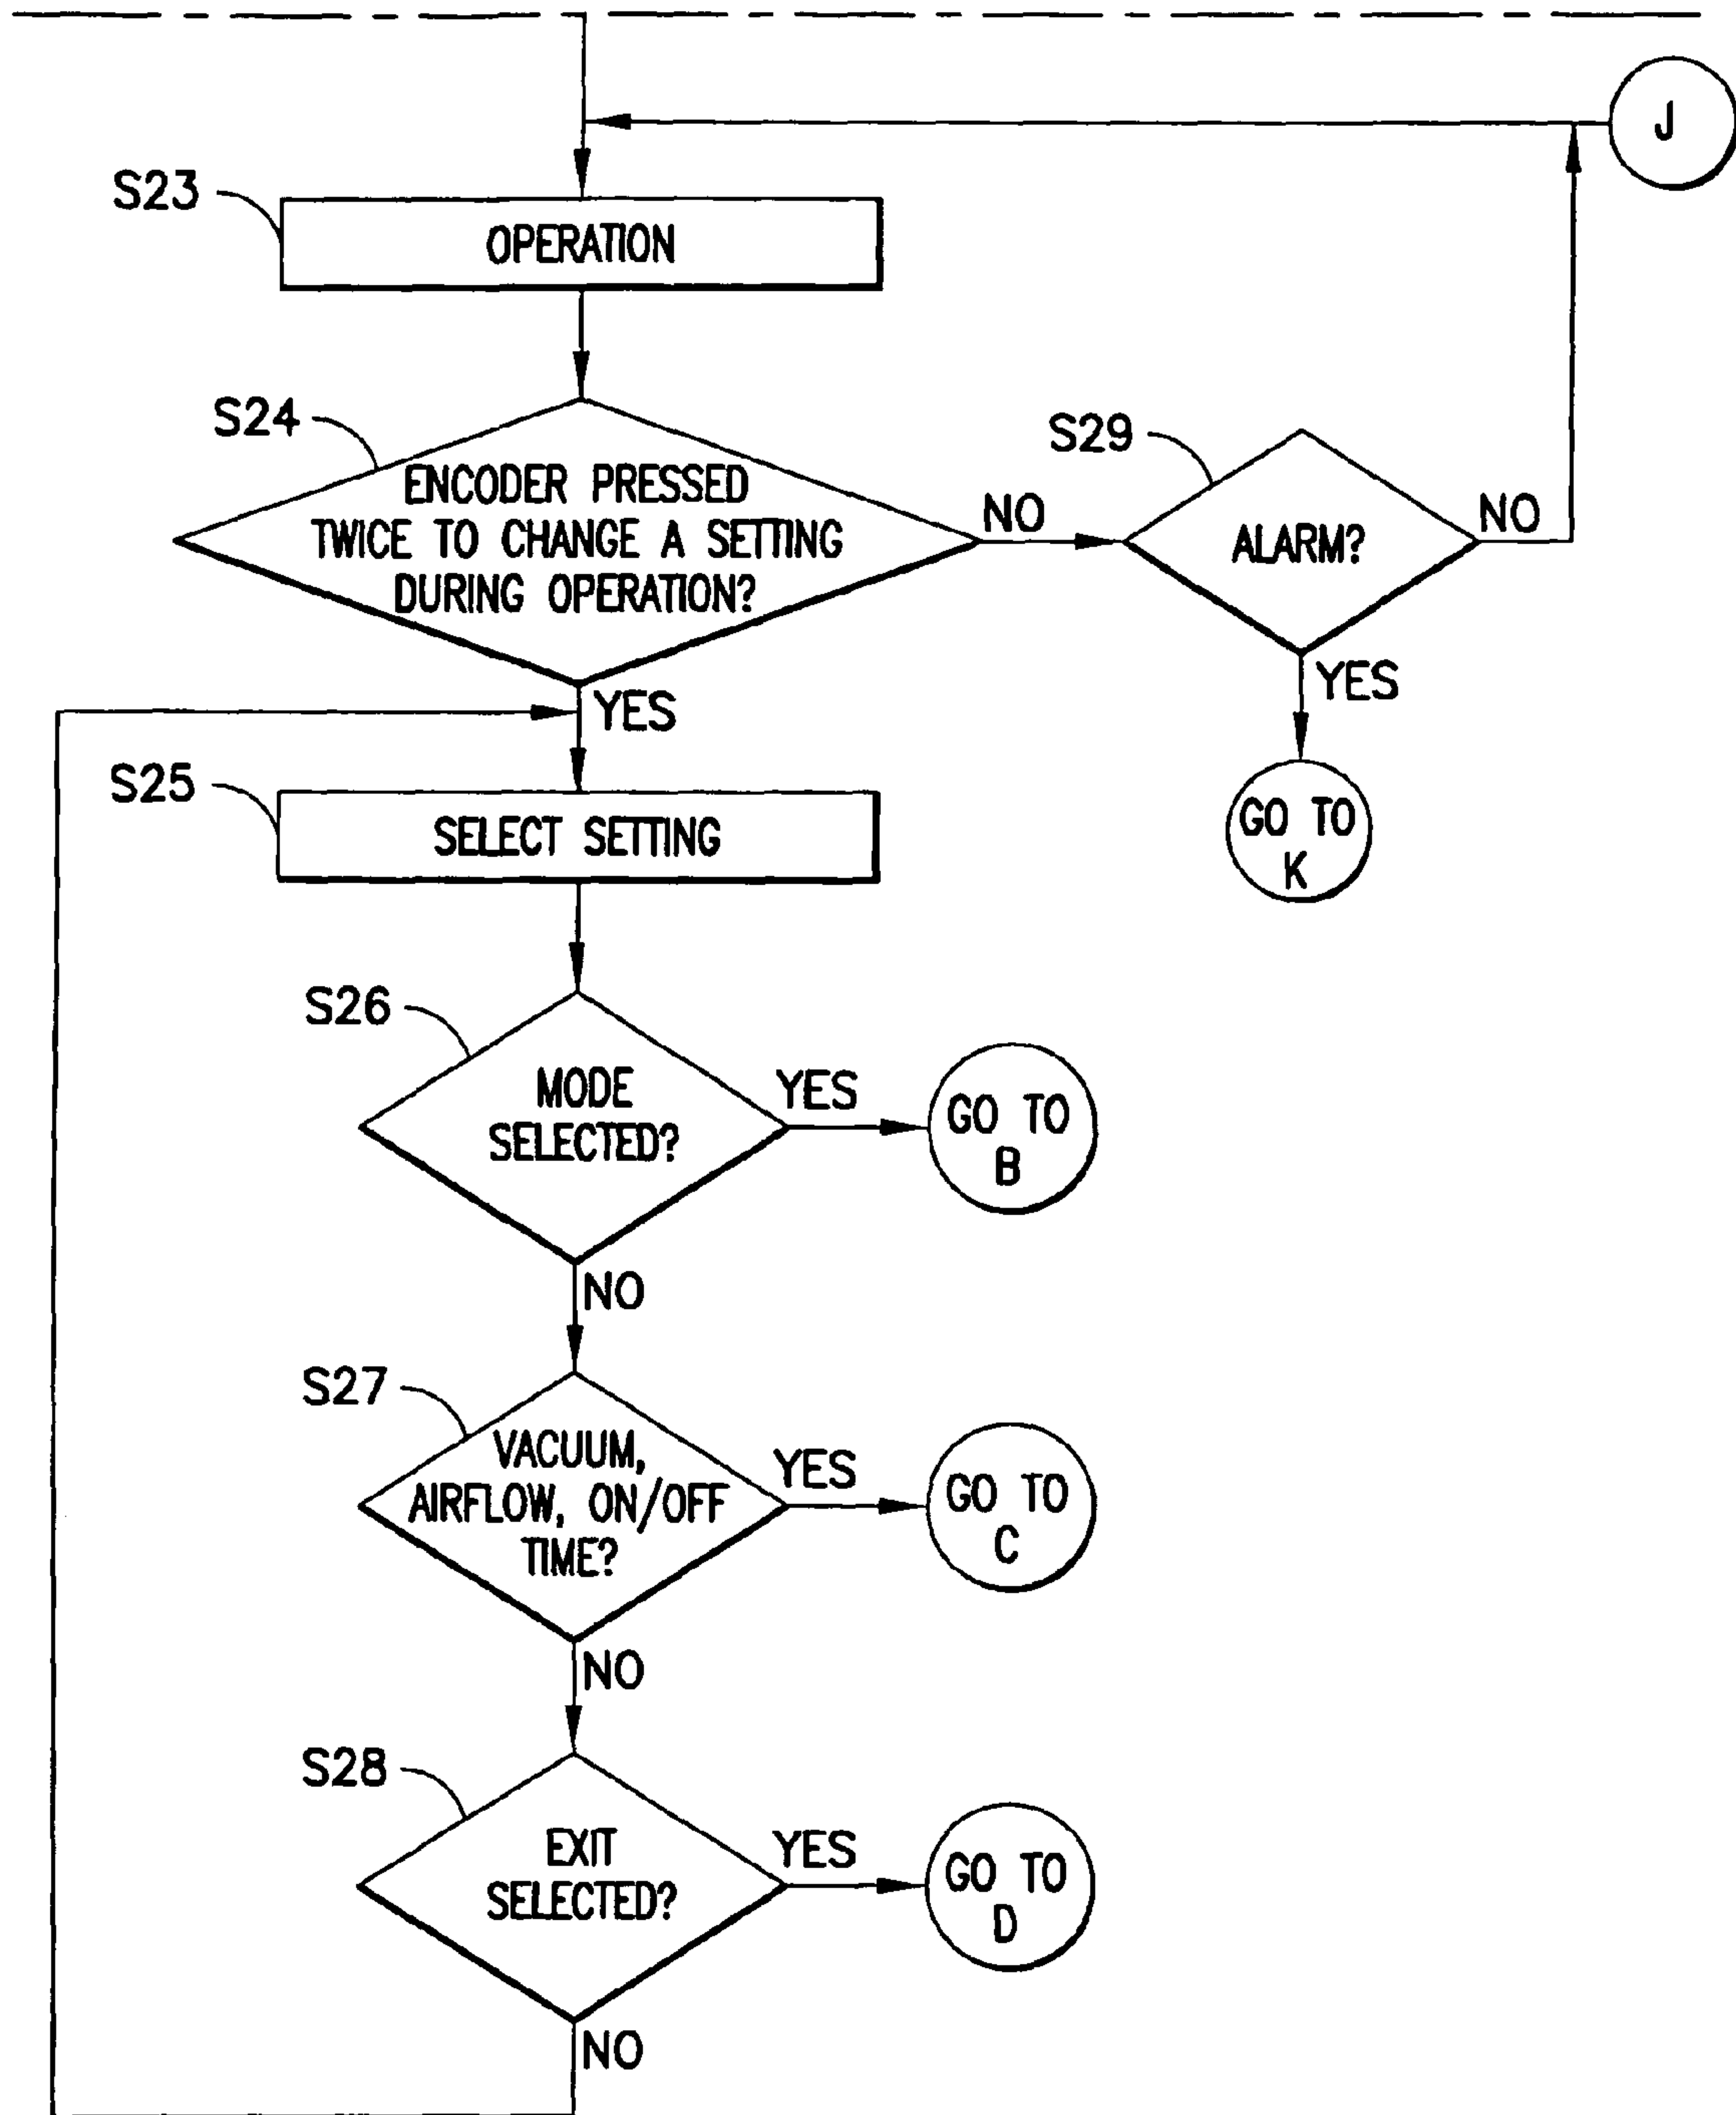 J
S23
OPERATION
S24
ENCODER PRESSED
TWICE TO CHANGE A SETTING
DURING OPERATION?
NO
S29
ALARM?
NO
YES
YES
GO TO
K
S25
SELECT SETTING
S26
MODE
SELECTED?
YES
GO TO
B
NO
S27
VACUUM,
AIRFLOW, ON/OFF
TIME?
YES
GO TO
C
NO
S28
EXIT
SELECTED?
YES
GO TO
D
NO